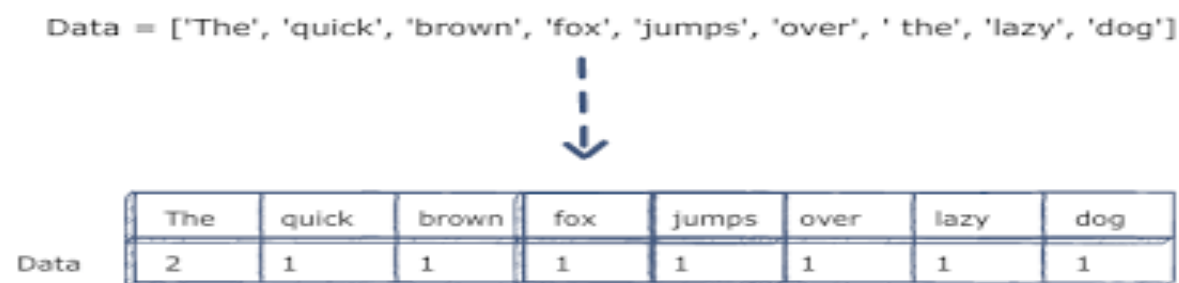 Data = ['The', 'quick', 'brown', 'fox', 'jumps', 'over', ' the', 'lazy', 'dog']
The quick brown fox jumps over lazy dog
Data 2 1 1 1 1 1 1 1